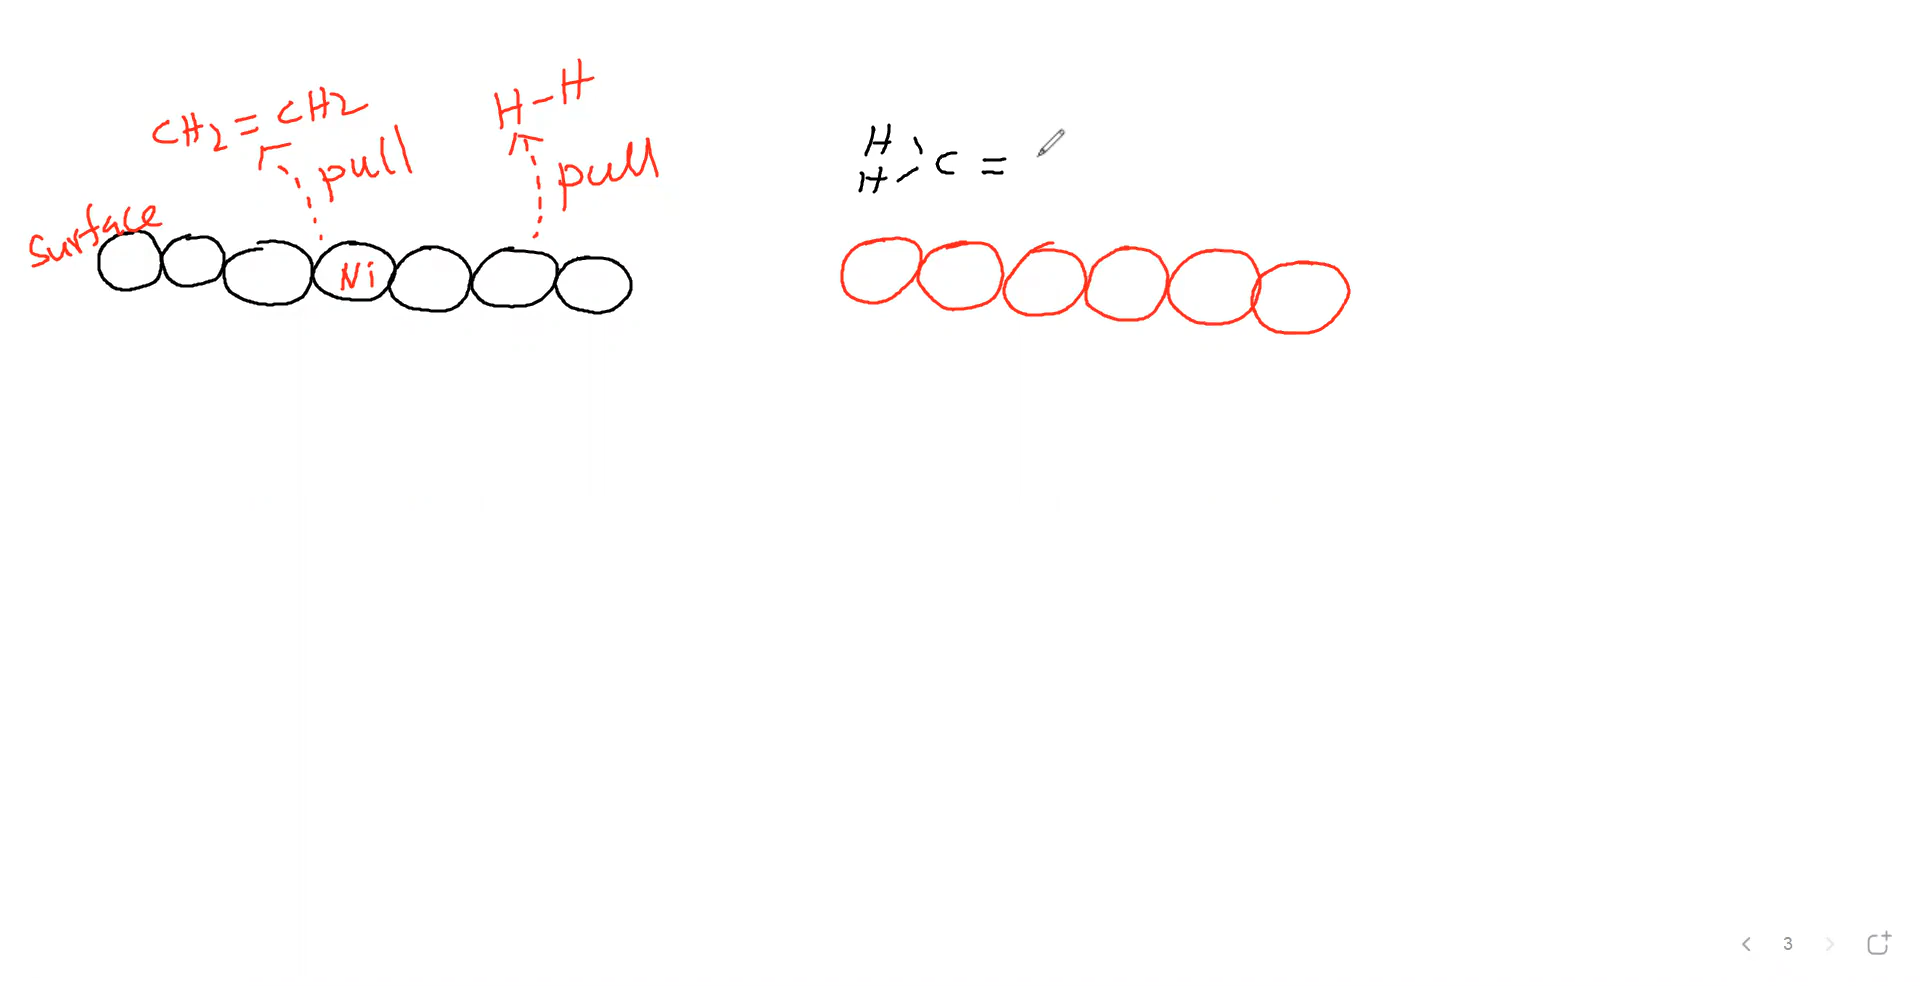 CH2 = CH2
H - H
pull
pull
surface
Ni
H
H
C =
3